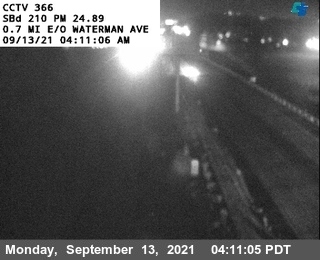 CCTV 366
SBd 210 PM 24.89
0.7 MI E/O WATERMAN AVE
09/13/21 04:11:06 AM
Monday, September 13, 2021 04:11:05 PDT